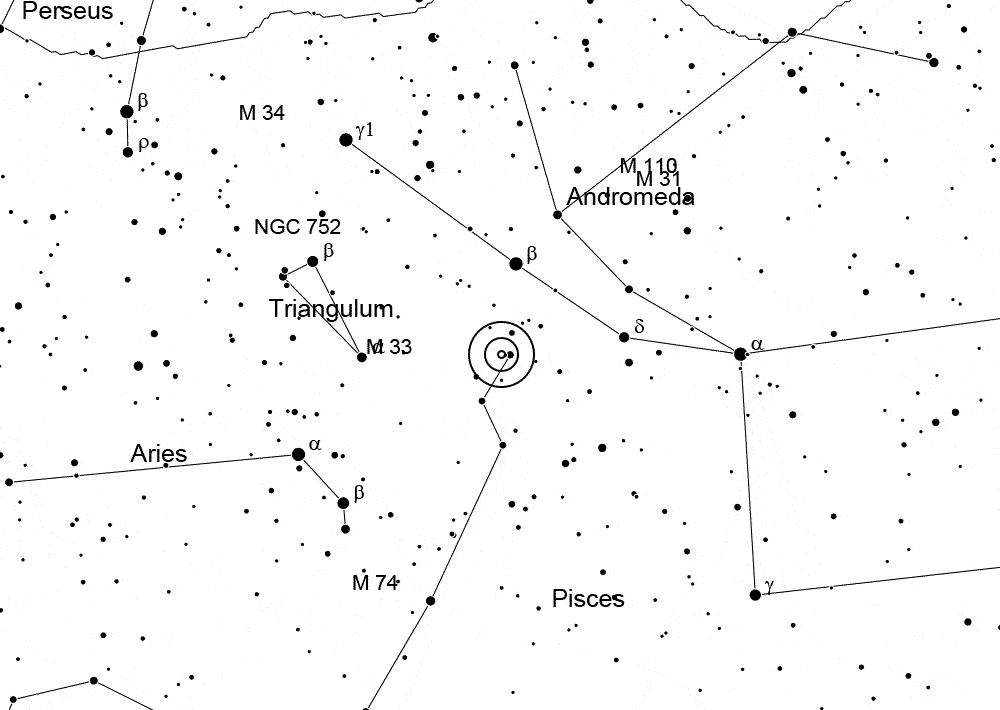 Perseus
β
M 34
γ1
ρ
M 110
M 31
Andromeda
NGC 752
β
β
Triangulum
δ
M 33
α
α
Aries
α
β
M 74
γ
Pisces